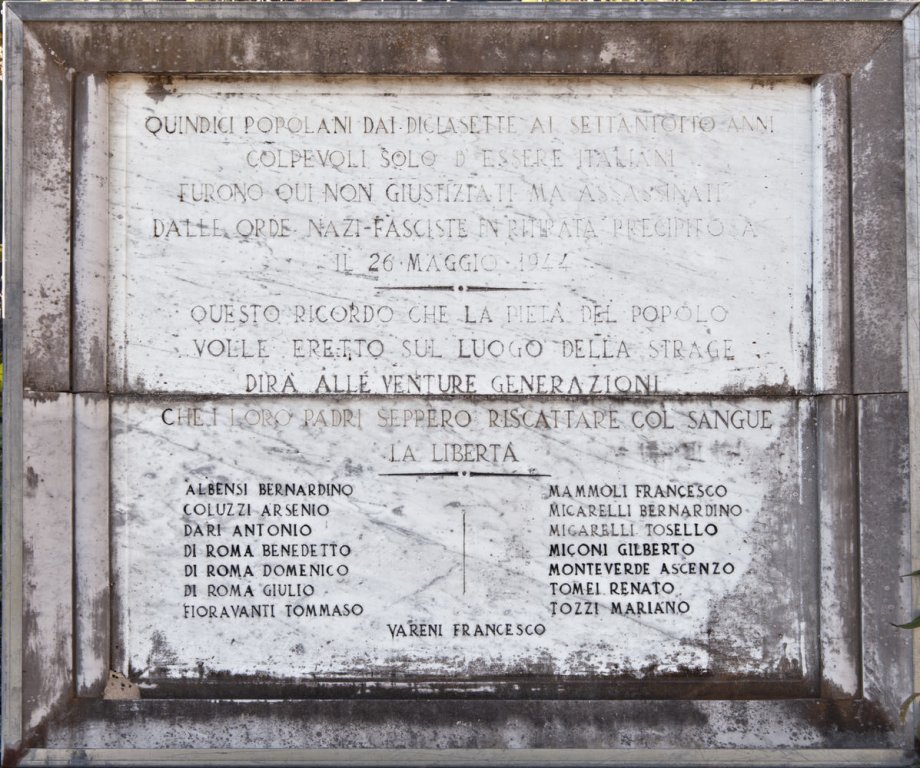 QUINDICI POPOLANI DAI DICIASETTE AI SETTANTOTTO ANNI
COLPEVOLI SOLO D'ESSERE ITALIANI
FURONO QUI NON GIUSTIZIATI MA ASSASSINATI
DALLE ORDE NAZI-FASCISTE IN RITIRATA PRECIPITOSA
IL 26 MAGGIO 1944
QUESTO RICORDO CHE LA PIETÀ DEL POPOLO
VOLLE ERETTO SUL LUOGO DELLA STRAGE
DIRÀ ALLE VENTURE GENERAZIONI
CHE I LORO PADRI SEPPERO RISCATTARE COL SANGUE
LA LIBERTÀ
ALBENSI BERNARDINO
COLUZZI ARSENIO
DARI ANTONIO
DI ROMA BENEDETTO
DI ROMA DOMENICO
DI ROMA GIULIO
FIORAVANTI TOMMASO
MAMMOLI FRANCESCO
MICARELLI BERNARDINO
MICARELLI TOSELLO
MICONI GILBERTO
MONTEVERDE ASCENZO
TOMEI RENATO
TOZZI MARIANO
VARENI FRANCESCO